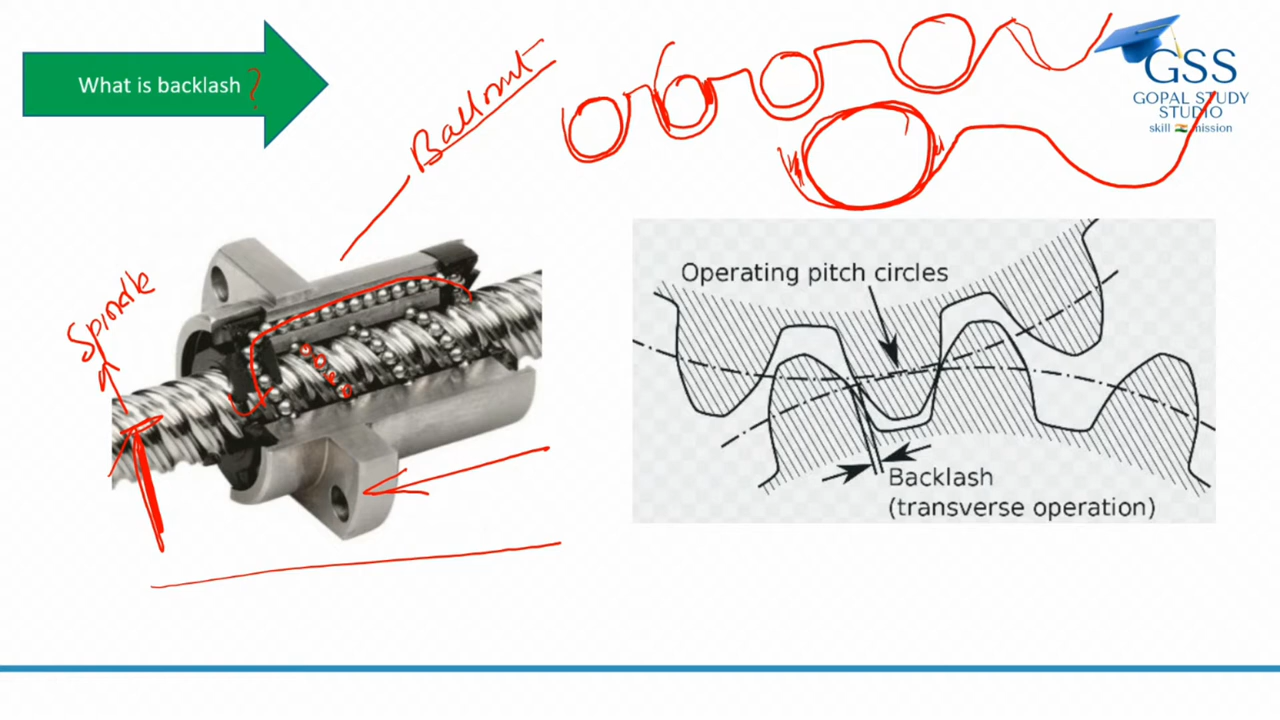 What is backlash ?
Ballnut
GSS
GOPAL STUDY
STUDIO
skill mission
Spindle
Operating pitch circles
Backlash
(transverse operation)